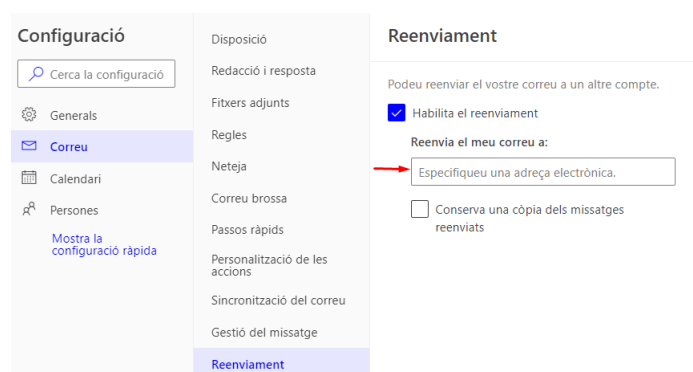 Configuració
Cerca la configuració
Generals
Correu
Calendari
Persones
Mostra la
configuració ràpida
Disposició
Redacció i resposta
Fitxers adjunts
Regles
Neteja
Correu brossa
Passos ràpids
Personalització de les
accions
Sincronització del correu
Gestió del missatge
Reenviament
Reenviament
Podeu reenviar el vostre correu a un altre compte.
Habilita el reenviament
Reenvia el meu correu a:
Especifiqueu una adreça electrònica.
Conserva una còpia dels missatges
reenviats